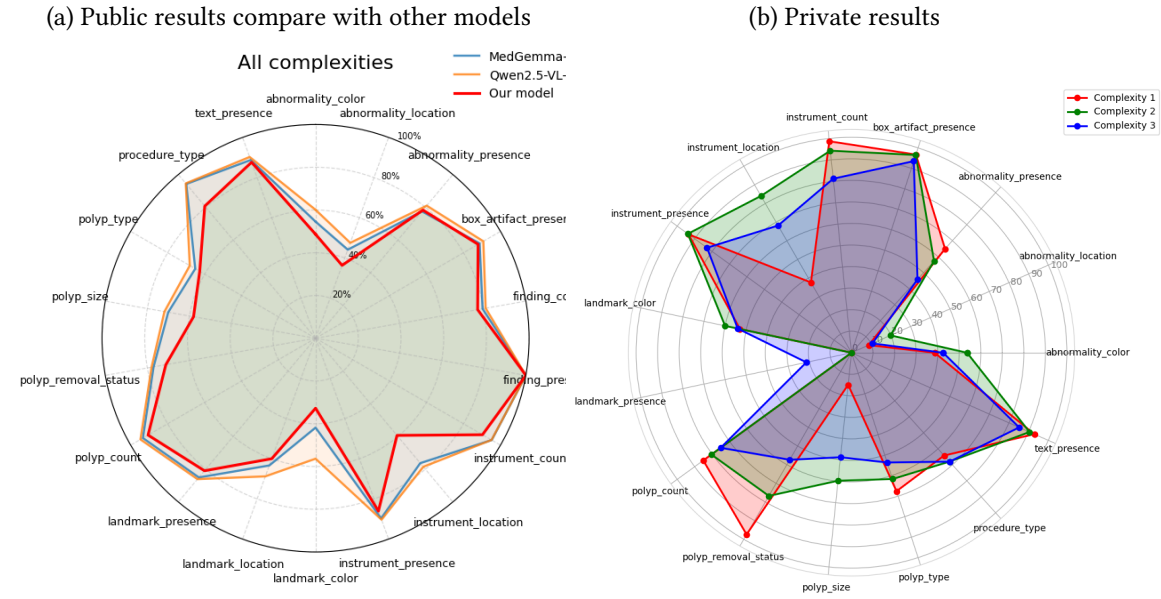 (a) Public results compare with other models
All complexities
MedGemma-
Qwen2.5-VL-
Our model
abnormality_color
abnormality_location
text_presence
abnormality_presence
procedure_type
polyp_type
box_artifact_preser
polyp_size
finding_co
polyp_removal_status
finding_pres
polyp_count
instrument_coun
landmark_presence
instrument_location
landmark_location
instrument_presence
landmark_color
100%
80%
60%
40%
20%
(b) Private results
Complexity 1
Complexity 2
Complexity 3
instrument_count
box_artifact_presence
instrument_location
abnormality_presence
instrument_presence
abnormality_location
landmark_color
abnormality_color
landmark_presence
text_presence
polyp_count
procedure_type
polyp_removal_status
polyp_type
polyp_size
0
10
20
30
40
50
60
70
80
90
100